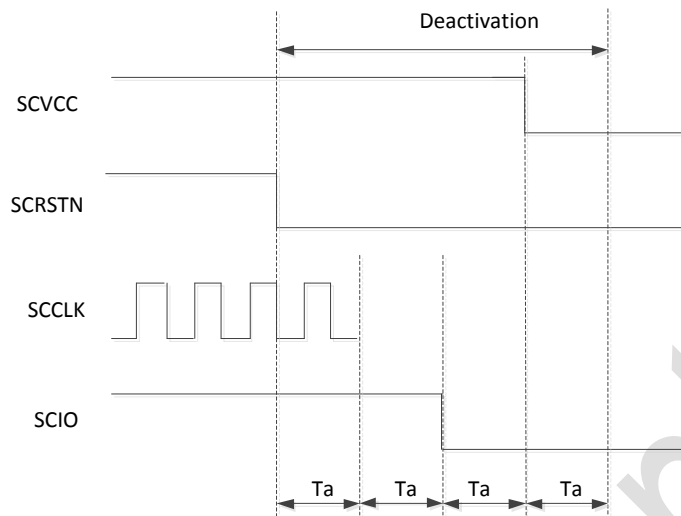 Deactivation
SCVCC
SCRSTN
SCCLK
SCIO
Ta Ta Ta Ta